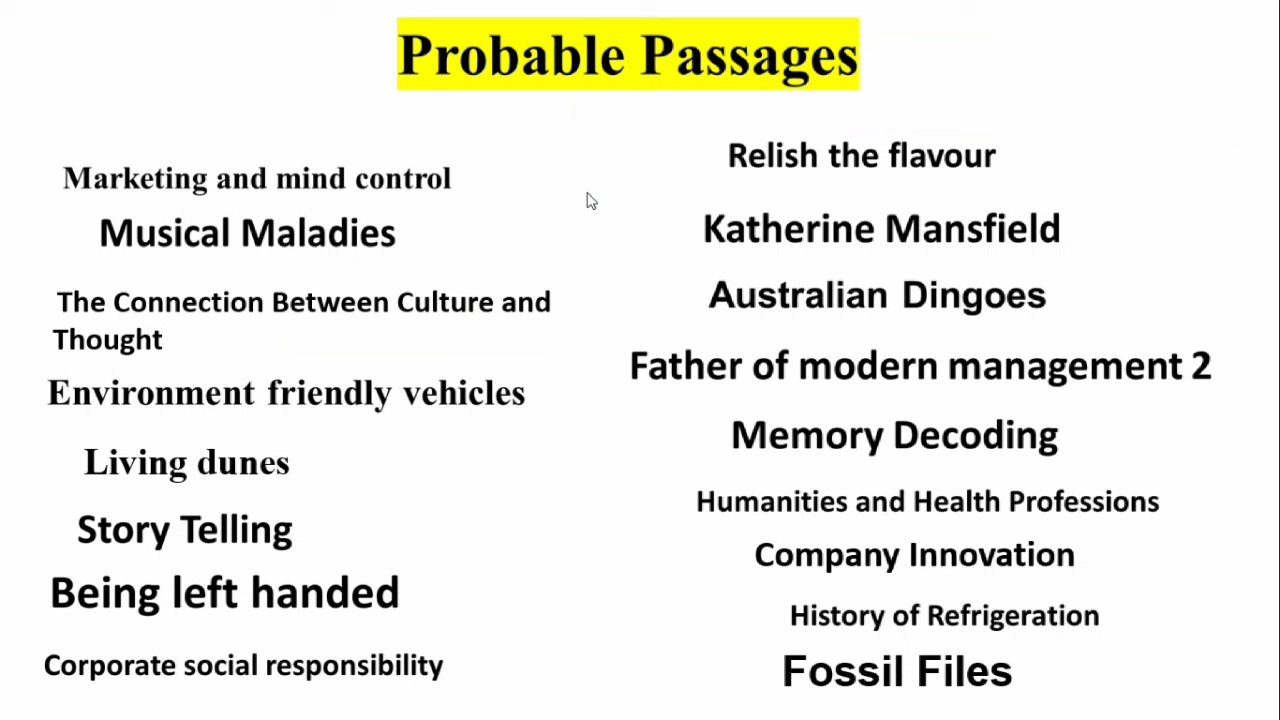 Probable Passages
Marketing and mind control
Musical Maladies
The Connection Between Culture and
Thought
Environment friendly vehicles
Living dunes
Story Telling
Being left handed
Corporate social responsibility
Relish the flavour
Katherine Mansfield
Australian Dingoes
Father of modern management 2
Memory Decoding
Humanities and Health Professions
Company Innovation
History of Refrigeration
Fossil Files